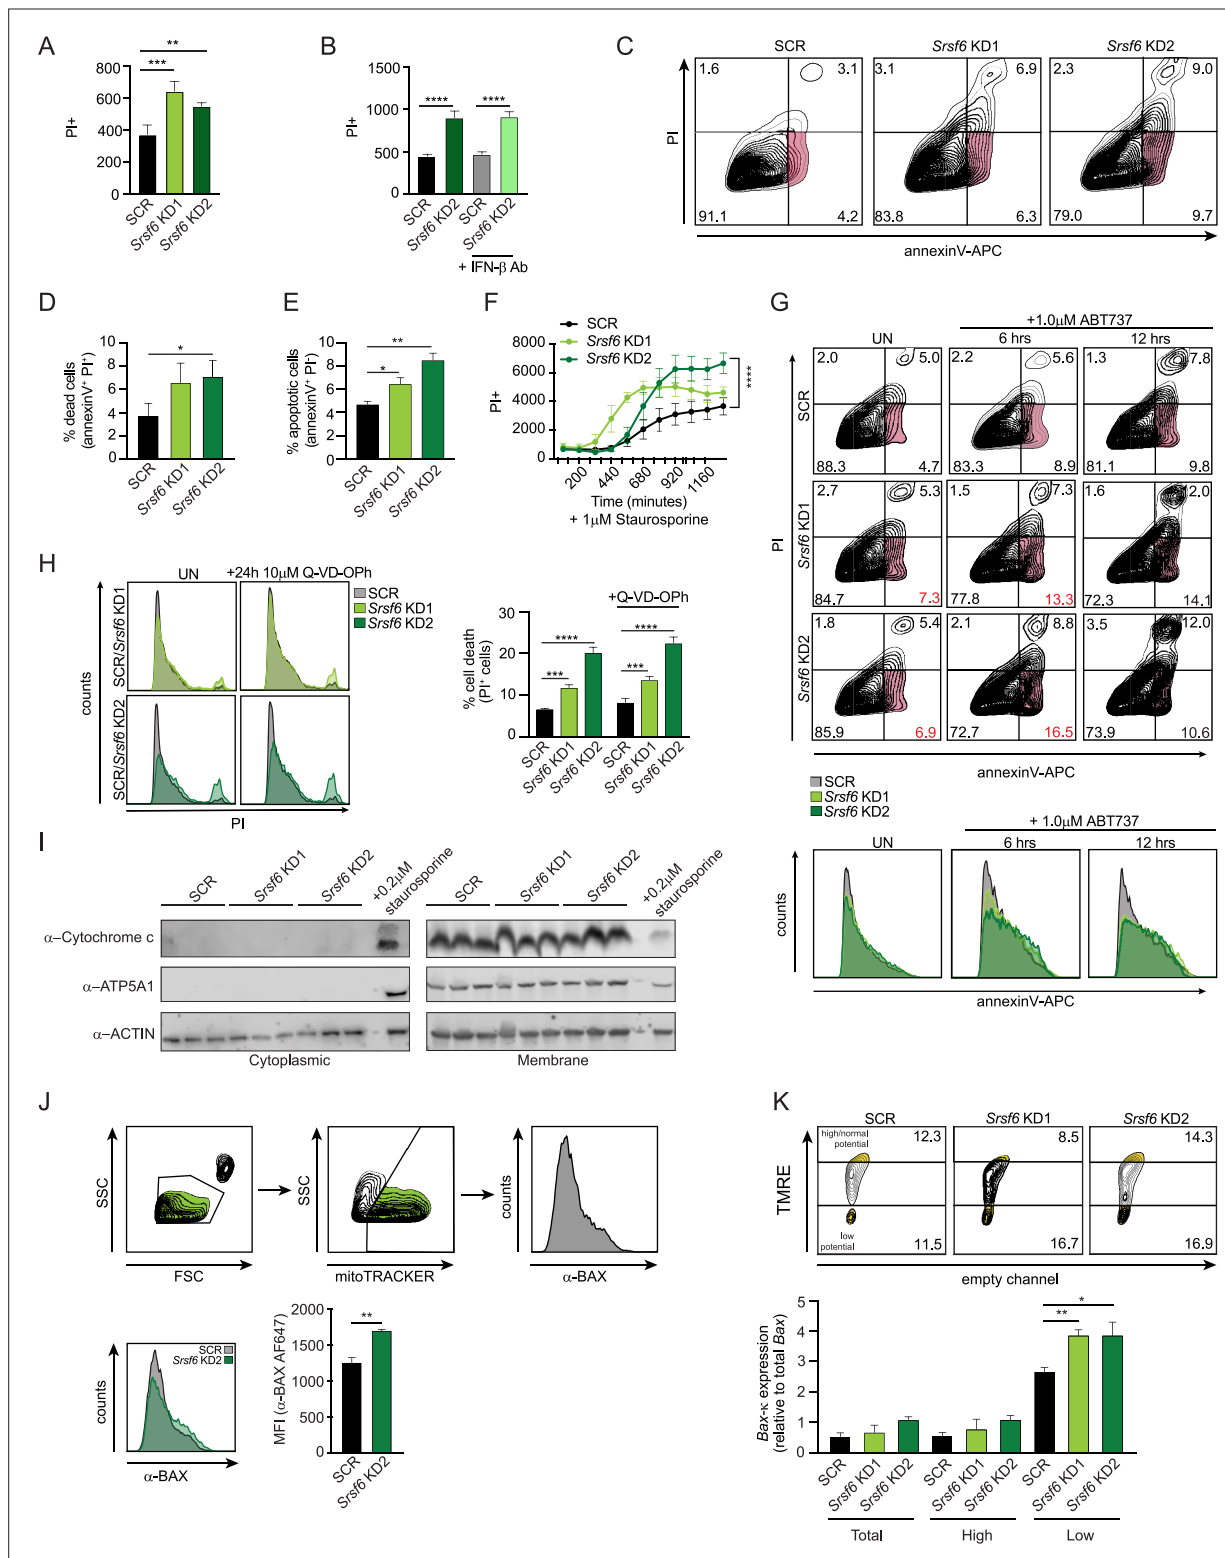 A
PI+
800
600
400
200
0
***
**
SCR
Srsf6 KD1
Srsf6 KD2
B
PI+
1500
1000
500
0
****
****
SCR
Srsf6 KD2
SCR
Srsf6 KD2
+ IFN-β Ab
C
SCR
Srsf6 KD1
Srsf6 KD2
PI
1.6
3.1
91.1
4.2
3.1
6.9
83.8
6.3
2.3
9.0
79.0
9.7
annexinV-APC
D
% dead cells
(annexinV+ PI+)
10
8
6
4
2
0
*
SCR
Srsf6 KD1
Srsf6 KD2
E
% apoptotic cells
(annexinV+ PI-)
10
8
6
4
2
0
*
**
SCR
Srsf6 KD1
Srsf6 KD2
F
SCR
Srsf6 KD1
Srsf6 KD2
PI+
8000
6000
4000
2000
0
****
200
440
680
920
1160
Time (minutes)
+ 1μM Staurosporine
G
+1.0μM ABT737
UN
6 hrs
12 hrs
SCR
2.0
5.0
88.3
4.7
2.2
5.6
83.3
8.9
1.3
7.8
81.1
9.8
Srsf6 KD1
PI
2.7
5.3
84.7
7.3
1.5
7.3
77.8
13.3
1.6
12.0
72.3
14.1
Srsf6 KD2
1.8
5.4
85.9
6.9
2.1
8.8
72.7
16.5
3.5
12.0
73.9
10.6
annexinV-APC
SCR
Srsf6 KD1
Srsf6 KD2
+ 1.0μM ABT737
UN
6 hrs
12 hrs
counts
annexinV-APC
H
UN
+24h 10μM Q-VD-OPh
SCR
Srsf6 KD1
Srsf6 KD2
SCR/Srsf6 KD1
SCR/Srsf6 KD2
counts
PI
+Q-VD-OPh
% cell death
(PI+ cells)
30
20
10
0
***
****
***
****
SCR
Srsf6 KD1
Srsf6 KD2
SCR
Srsf6 KD1
Srsf6 KD2
I
SCR
Srsf6 KD1
Srsf6 KD2
+0.2μM
staurosporine
SCR
Srsf6 KD1
Srsf6 KD2
+0.2μM
staurosporine
α–Cytochrome c
α–ATP5A1
α–ACTIN
Cytoplasmic
Membrane
J
SSC
FSC
SSC
mitoTRACKER
counts
α-BAX
SCR
Srsf6 KD2
counts
α-BAX
MFI (α-BAX AF647)
2000
1500
1000
500
0
**
SCR
Srsf6 KD2
K
SCR
Srsf6 KD1
Srsf6 KD2
TMRE
high/normal
potential
12.3
low
potential
11.5
8.5
16.7
14.3
16.9
empty channel
Bax-κ expression
(relative to total Bax)
5
4
3
2
1
0
**
*
SCR
Srsf6 KD1
Srsf6 KD2
SCR
Srsf6 KD1
Srsf6 KD2
SCR
Srsf6 KD1
Srsf6 KD2
Total
High
Low